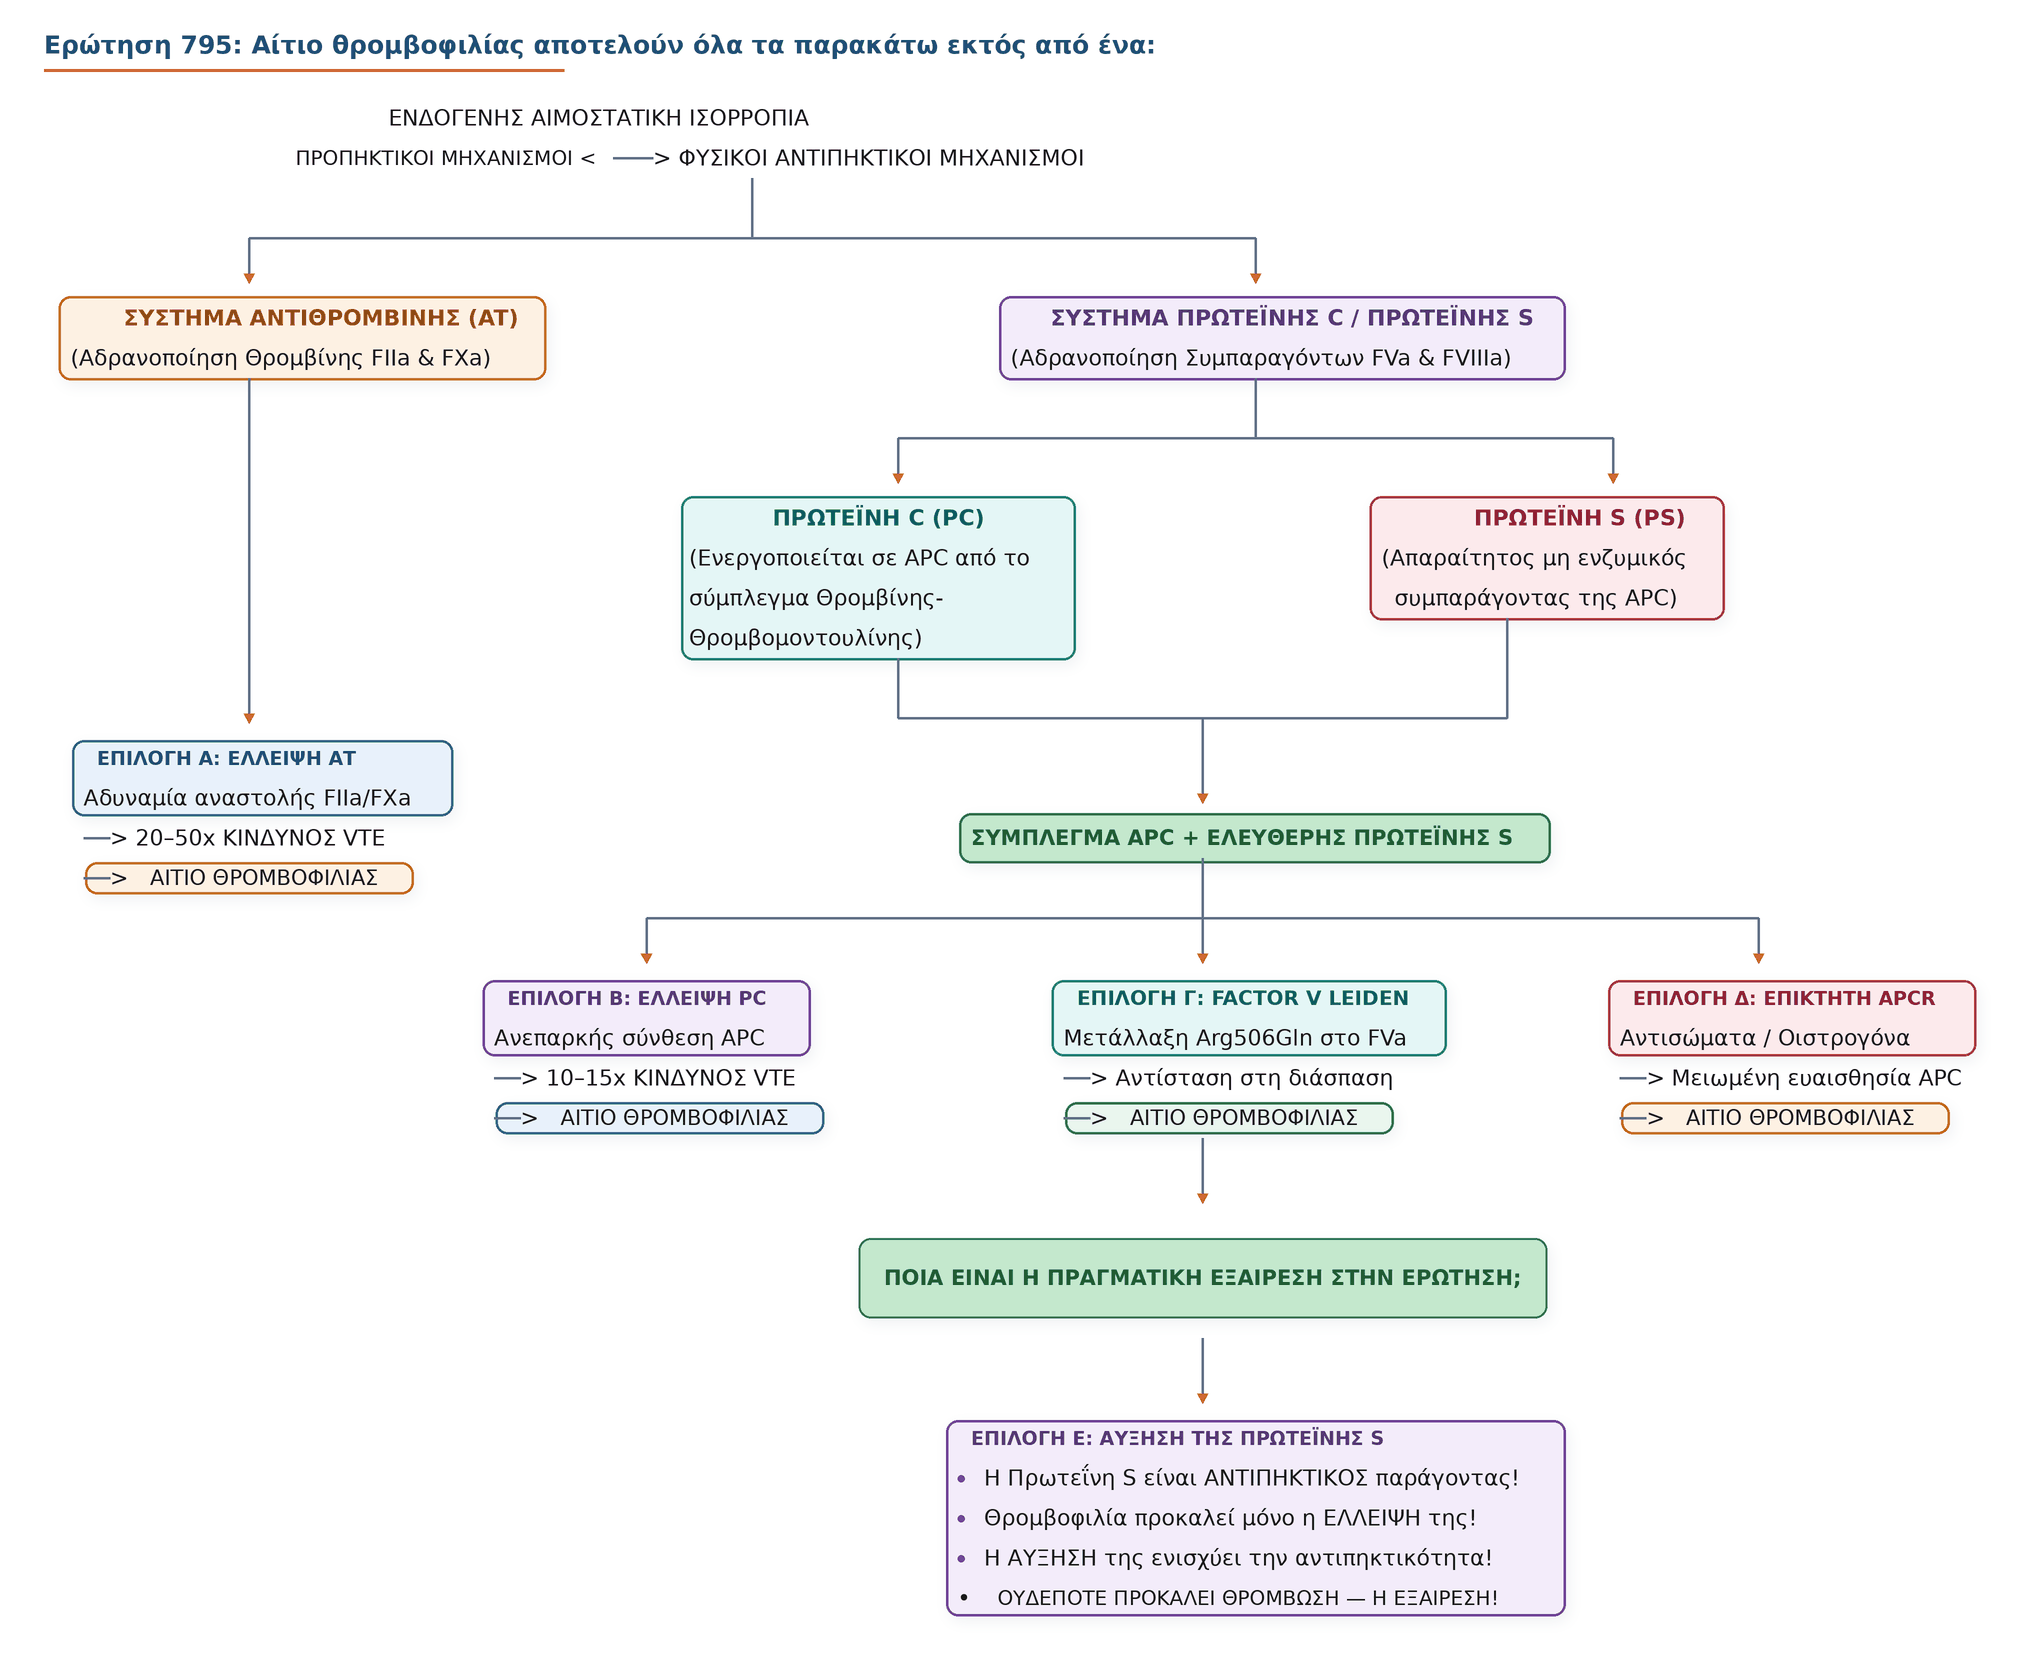 Ερώτηση 795: Αίτιο θρομβοφιλίας αποτελούν όλα τα παρακάτω εκτός από ένα:
ΕΝΔΟΓΕΝΗΣ ΑΙΜΟΣΤΑΤΙΚΗ ΙΣΟΡΡΟΠΙΑ
ΠΡΟΠΗΚΤΙΚΟΙ ΜΗΧΑΝΙΣΜΟΙ < ──> ΦΥΣΙΚΟΙ ΑΝΤΙΠΗΚΤΙΚΟΙ ΜΗΧΑΝΙΣΜΟΙ
ΣΥΣΤΗΜΑ ΑΝΤΙΘΡΟΜΒΙΝΗΣ (AT)
(Αδρανοποίηση Θρομβίνης FIIa & FXa)
ΣΥΣΤΗΜΑ ΠΡΩΤΕΪΝΗΣ C / ΠΡΩΤΕΪΝΗΣ S
(Αδρανοποίηση Συμπαραγόντων FVa & FVIIIa)
ΠΡΩΤΕΪΝΗ C (PC)
(Ενεργοποιείται σε APC από το
σύμπλεγμα Θρομβίνης-
Θρομβομοντουλίνης)
ΠΡΩΤΕΪΝΗ S (PS)
(Απαραίτητος μη ενζυμικός
συμπαράγοντας της APC)
ΕΠΙΛΟΓΗ Α: ΕΛΛΕΙΨΗ AT
Αδυναμία αναστολής FIIa/FXa
──> 20–50x ΚΙΝΔΥΝΟΣ VTE
──> ΑΙΤΙΟ ΘΡΟΜΒΟΦΙΛΙΑΣ
ΣΥΜΠΛΕΓΜΑ APC + ΕΛΕΥΘΕΡΗΣ ΠΡΩΤΕΪΝΗΣ S
ΕΠΙΛΟΓΗ Β: ΕΛΛΕΙΨΗ PC
Ανεπαρκής σύνθεση APC
──> 10–15x ΚΙΝΔΥΝΟΣ VTE
──> ΑΙΤΙΟ ΘΡΟΜΒΟΦΙΛΙΑΣ
ΕΠΙΛΟΓΗ Γ: FACTOR V LEIDEN
Μετάλλαξη Arg506Gln στο FVa
──> Αντίσταση στη διάσπαση
──> ΑΙΤΙΟ ΘΡΟΜΒΟΦΙΛΙΑΣ
ΕΠΙΛΟΓΗ Δ: ΕΠΙΚΤΗΤΗ APCR
Αντισώματα / Οιστρογόνα
──> Μειωμένη ευαισθησία APC
──> ΑΙΤΙΟ ΘΡΟΜΒΟΦΙΛΙΑΣ
ΠΟΙΑ ΕΙΝΑΙ Η ΠΡΑΓΜΑΤΙΚΗ ΕΞΑΙΡΕΣΗ ΣΤΗΝ ΕΡΩΤΗΣΗ;
ΕΠΙΛΟΓΗ Ε: ΑΥΞΗΣΗ ΤΗΣ ΠΡΩΤΕΪΝΗΣ S
• Η Πρωτεΐνη S είναι ΑΝΤΙΠΗΚΤΙΚΟΣ παράγοντας!
• Θρομβοφιλία προκαλεί μόνο η ΕΛΛΕΙΨΗ της!
• Η ΑΥΞΗΣΗ της ενισχύει την αντιπηκτικότητα!
• ΟΥΔΕΠΟΤΕ ΠΡΟΚΑΛΕΙ ΘΡΟΜΒΩΣΗ — Η ΕΞΑΙΡΕΣΗ!